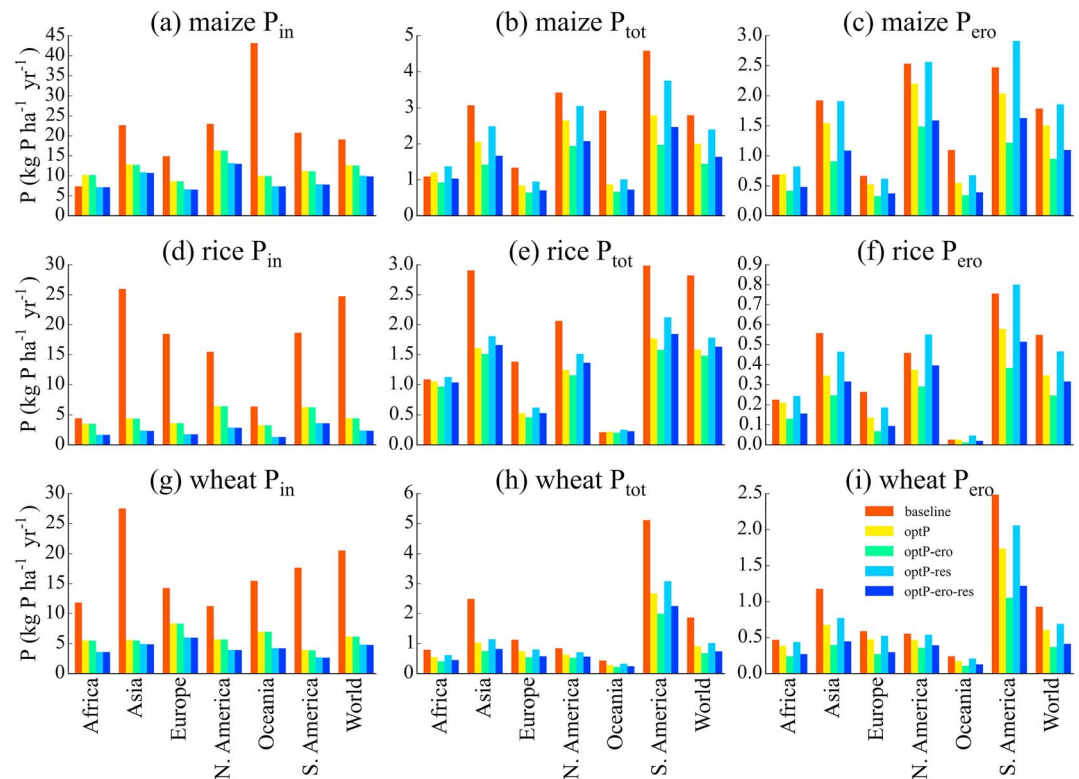 (a) maize P_in
(b) maize P_tot
(c) maize P_ero
P (kg P ha⁻¹ yr⁻¹)
45
40
35
30
25
20
15
10
5
0
5
4
3
2
1
0
3.0
2.5
2.0
1.5
1.0
0.5
0.0
(d) rice P_in
(e) rice P_tot
(f) rice P_ero
P (kg P ha⁻¹ yr⁻¹)
30
25
20
15
10
5
0
3.0
2.5
2.0
1.5
1.0
0.5
0.0
0.9
0.8
0.7
0.6
0.5
0.4
0.3
0.2
0.1
0.0
(g) wheat P_in
(h) wheat P_tot
(i) wheat P_ero
P (kg P ha⁻¹ yr⁻¹)
30
25
20
15
10
5
0
6
5
4
3
2
1
0
2.5
2.0
1.5
1.0
0.5
0.0
baseline
optP
optP-ero
optP-res
optP-ero-res
Africa
Asia
Europe
N. America
Oceania
S. America
World
Africa
Asia
Europe
N. America
Oceania
S. America
World
Africa
Asia
Europe
N. America
Oceania
S. America
World